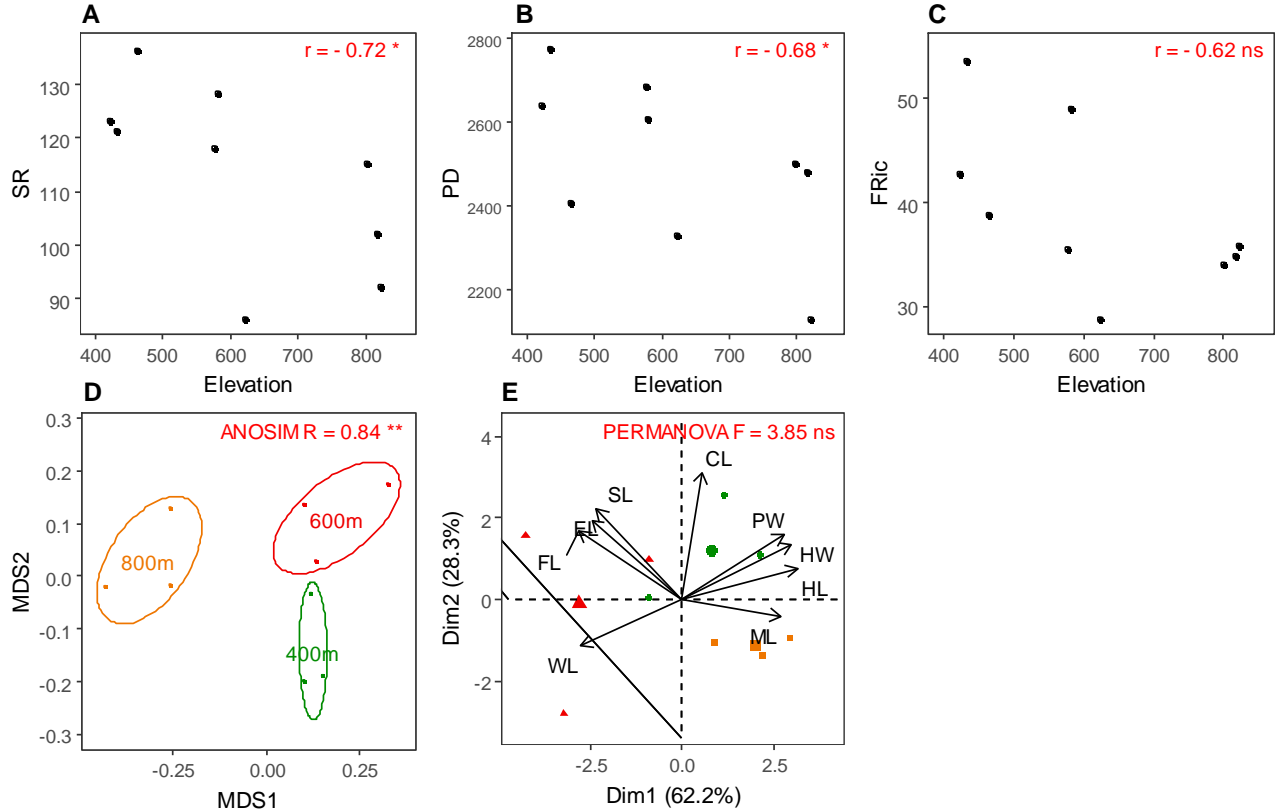 A
r = - 0.72 *
130
120
110
100
90
SR
400 500 600 700 800
Elevation
B
r = - 0.68 *
2800
2600
2400
2200
PD
400 500 600 700 800
Elevation
C
r = - 0.62 ns
50
40
30
FRic
400 500 600 700 800
Elevation
D
ANOSIM R = 0.84 **
0.3
0.2
0.1
0.0
-0.1
-0.2
-0.3
MDS2
600m
800m
400m
-0.25 0.00 0.25
MDS1
E
PERMANOVA F = 3.85 ns
4
2
0
-2
Dim2 (28.3%)
CL
SL
PW
EL
HW
FL
HL
ML
WL
-2.5 0.0 2.5
Dim1 (62.2%)